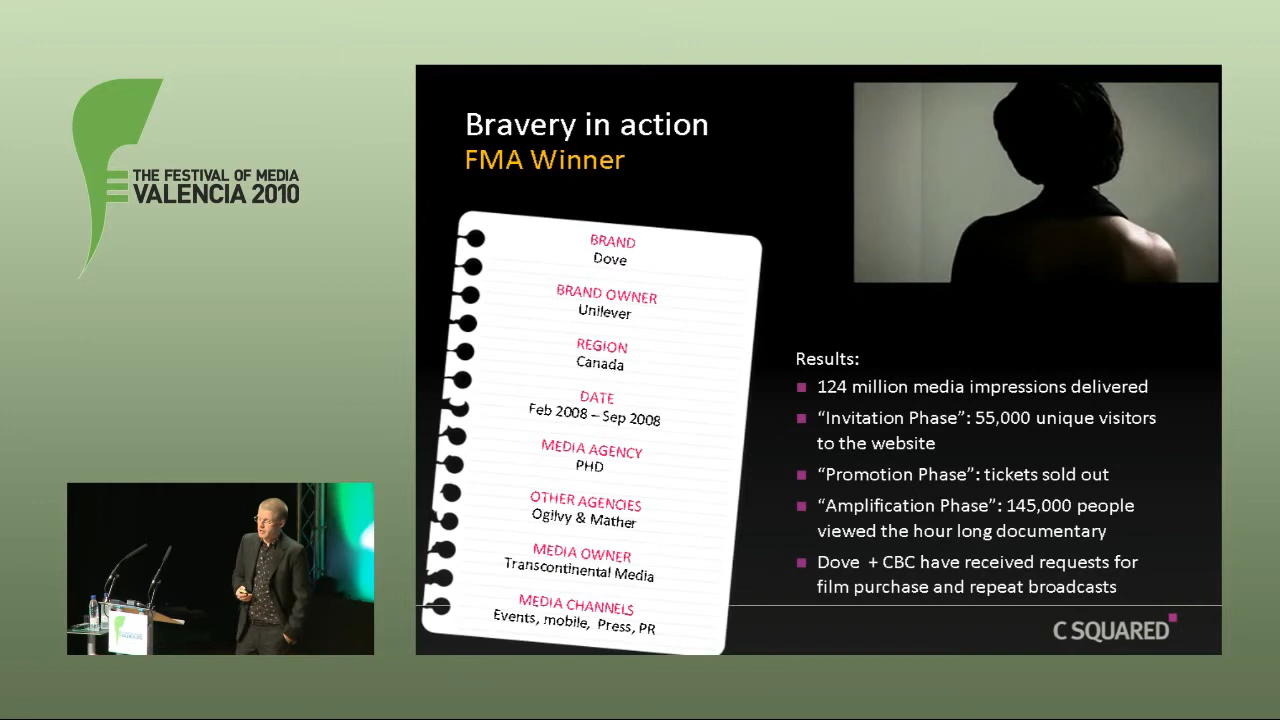 THE FESTIVAL OF MEDIA
VALENCIA 2010
Bravery in action
FMA Winner
BRAND
Dove
BRAND OWNER
Unilever
REGION
Canada
DATE
Feb 2008 – Sep 2008
MEDIA AGENCY
PHD
OTHER AGENCIES
Ogilvy & Mather
MEDIA OWNER
Transcontinental Media
MEDIA CHANNELS
Events, mobile, Press, PR
Results:
124 million media impressions delivered
“Invitation Phase”: 55,000 unique visitors
to the website
“Promotion Phase”: tickets sold out
“Amplification Phase”: 145,000 people
viewed the hour long documentary
Dove + CBC have received requests for
film purchase and repeat broadcasts
C SQUARED